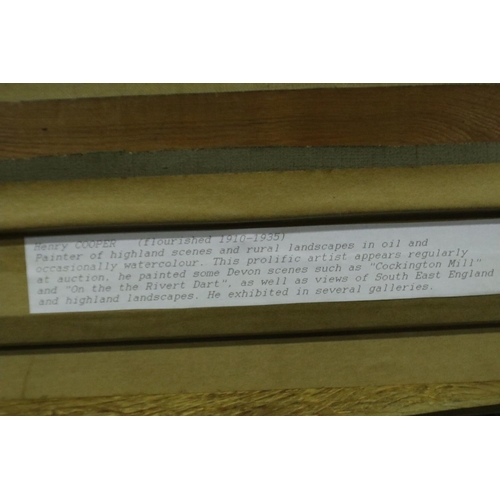 Henry COOPER (flourished 1910-1935)
Painter of highland scenes and rural landscapes in oil and
occasionally watercolour. This prolific artist appears regularly
at auction, he painted some Devon scenes such as "Cockington Mill"
and "On the the Rivert Dart", as well as views of South East England
and highland landscapes. He exhibited in several galleries.